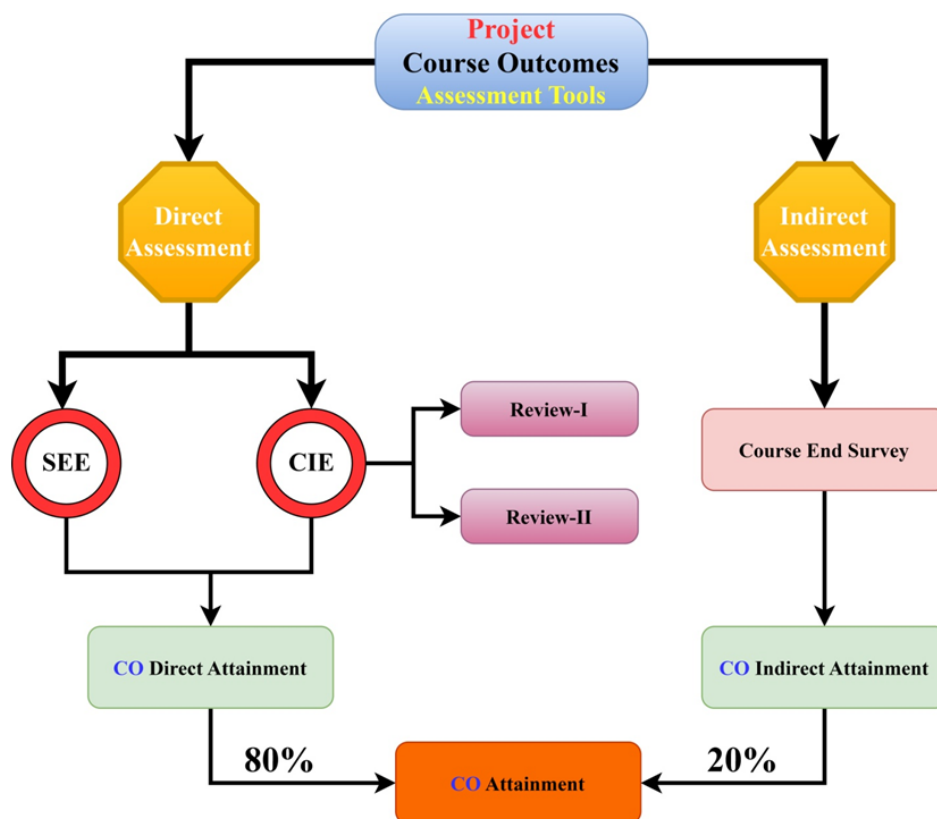 Project
Course Outcomes
Assessment Tools
Direct
Assessment
Indirect
Assessment
SEE
CIE
Review-I
Review-II
Course End Survey
CO Direct Attainment
CO Indirect Attainment
80%
20%
CO Attainment